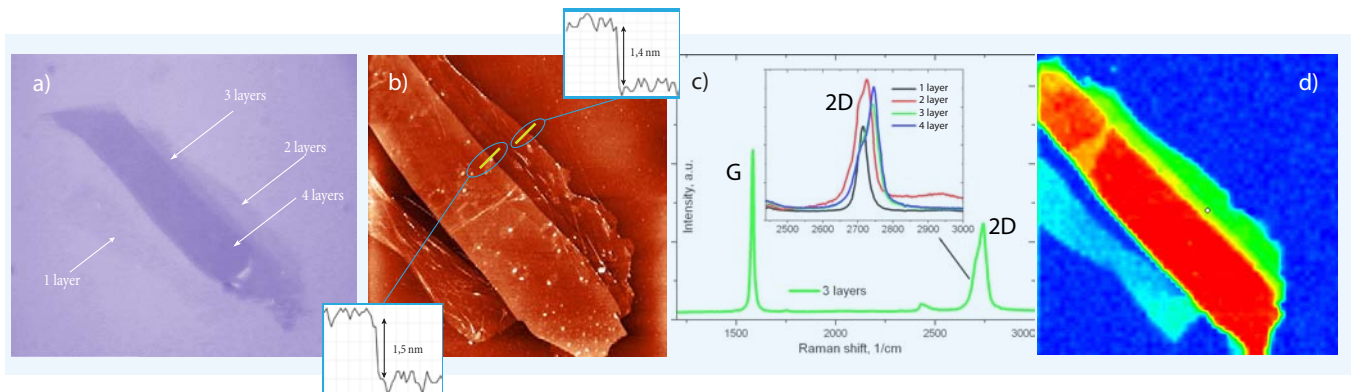 a)
3 layers
2 layers
4 layers
1 layer
b)
1,4 nm
1,5 nm
c)
Intensity, a.u.
G
2D
2D
1 layer
2 layer
3 layer
4 layer
2500 2600 2700 2800 2900 3000
3 layers
1500 2000 2500 3000
Raman shift, 1/cm
d)